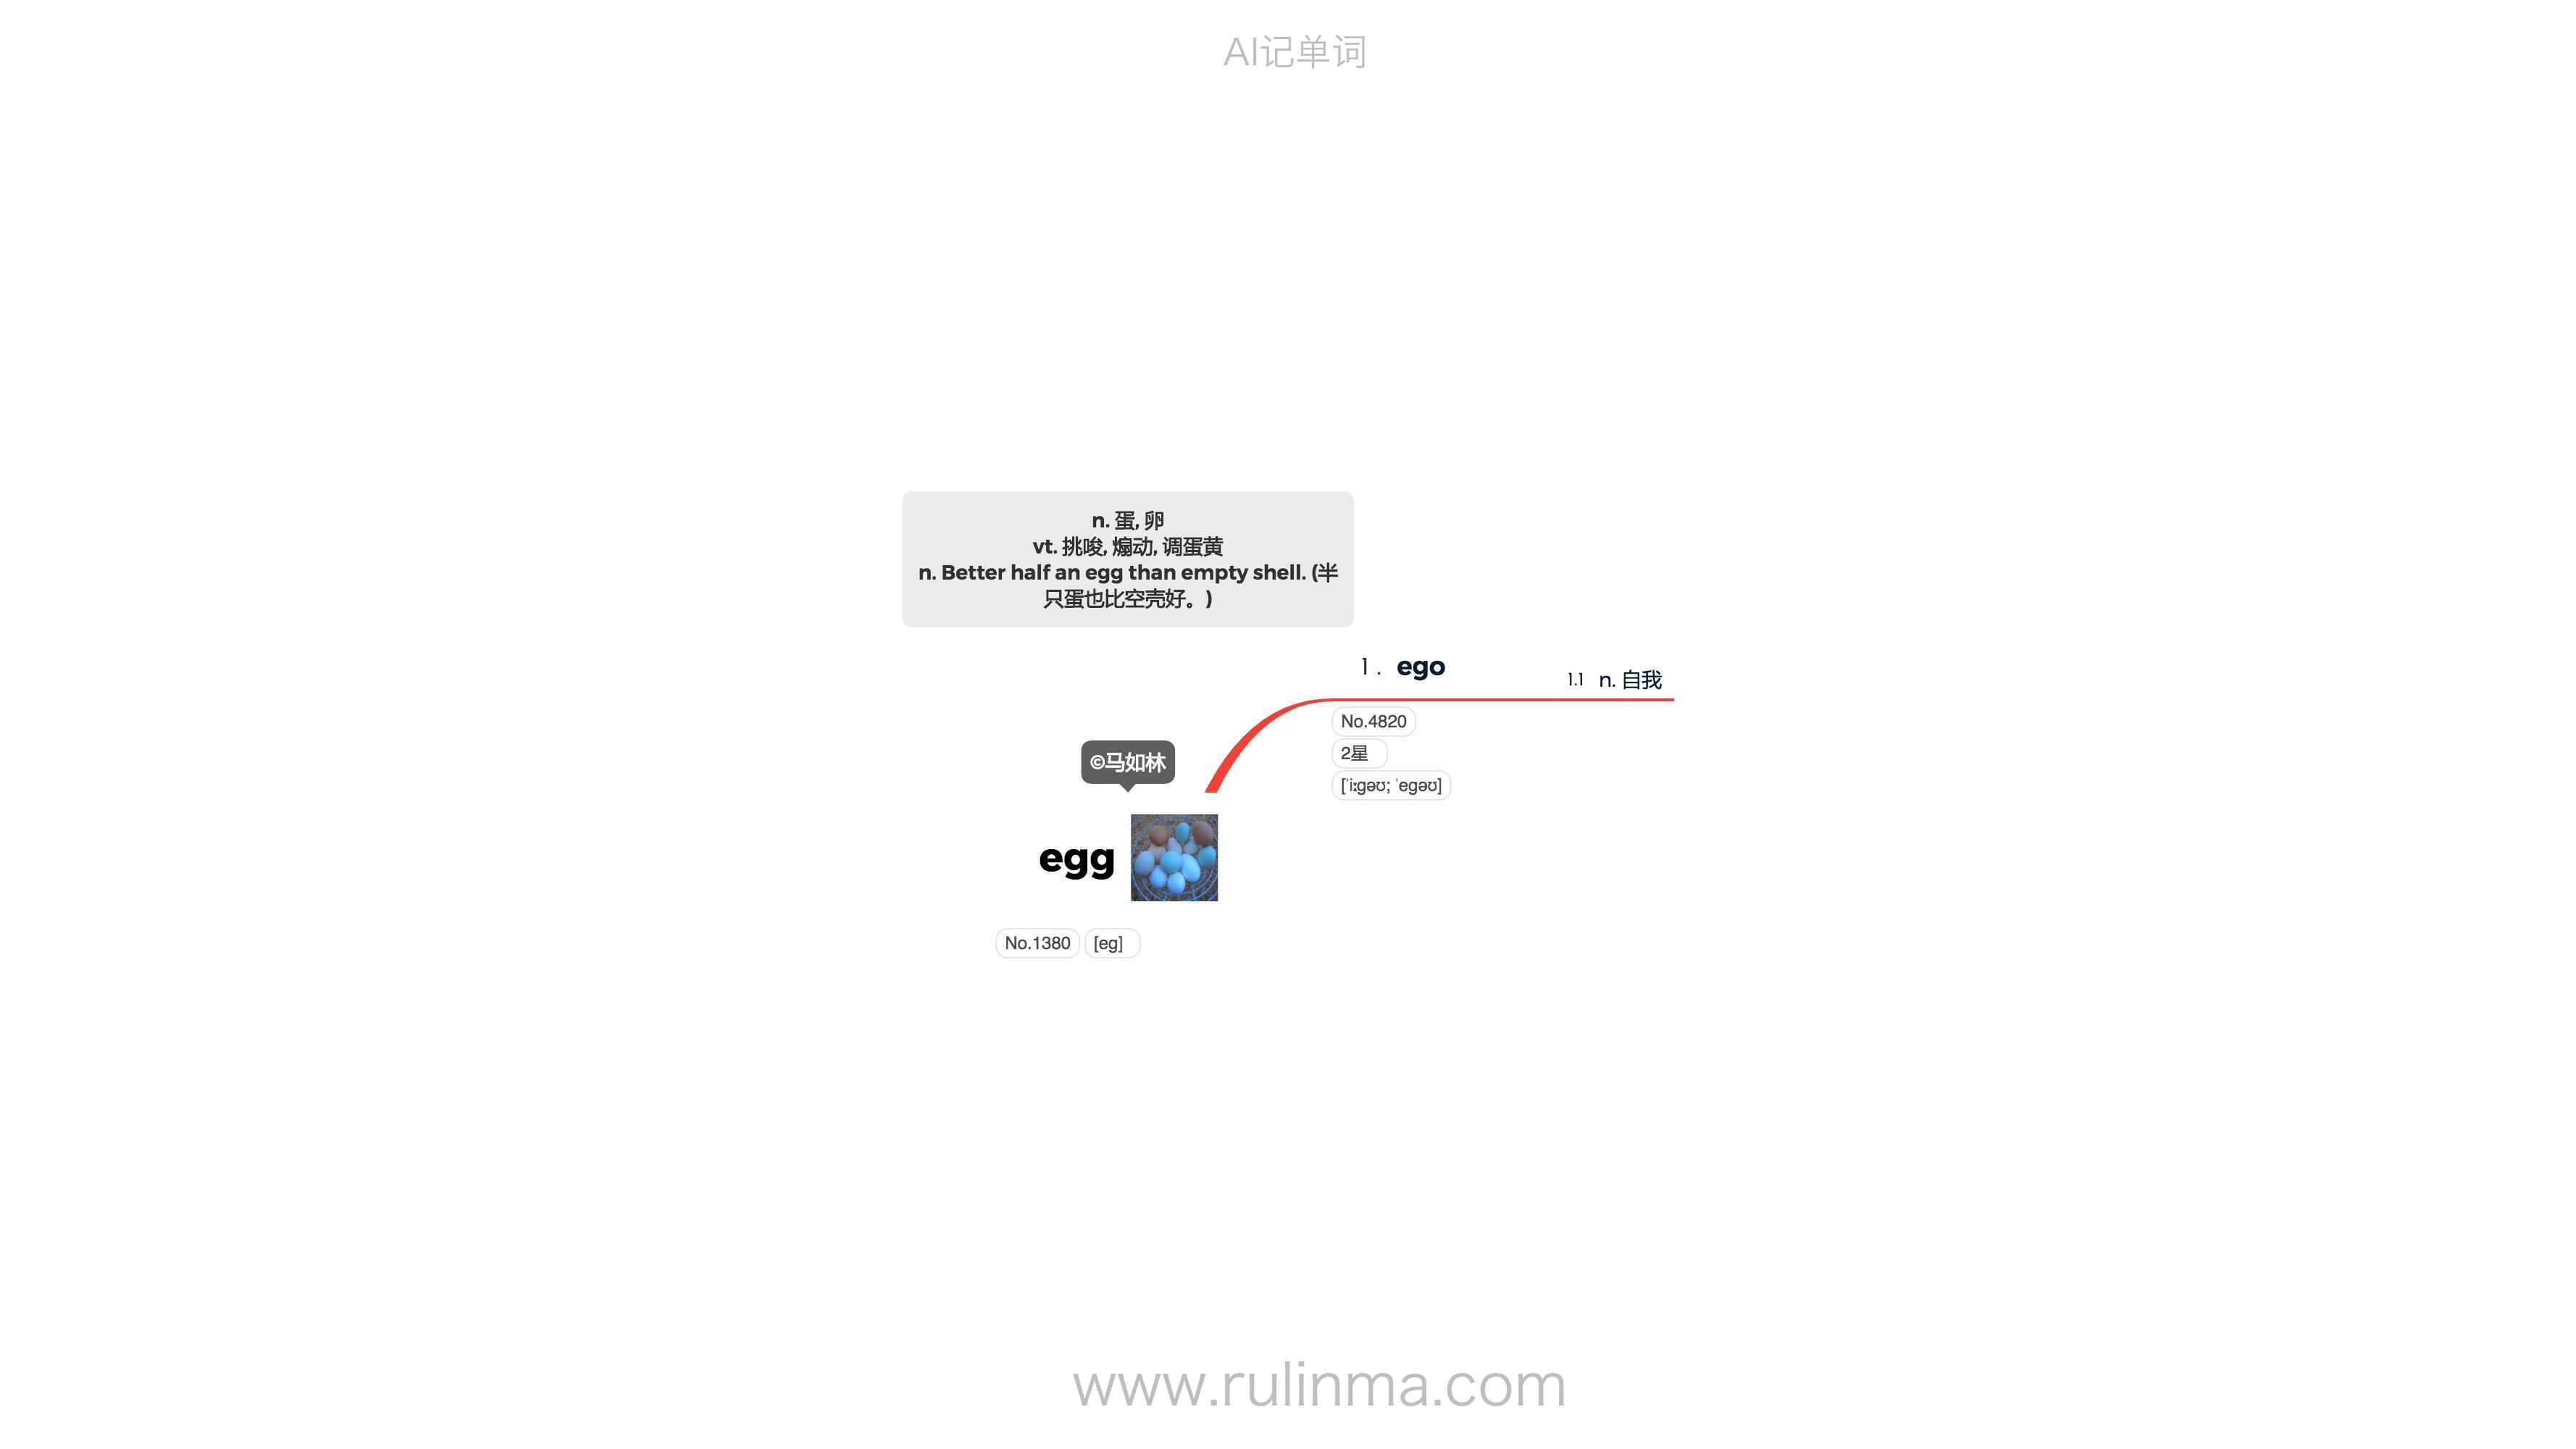 AI记单词
n. 蛋, 卵
vt. 挑唆, 煽动, 调蛋黄
n. Better half an egg than empty shell. (半
只蛋也比空壳好。)
1 . ego
1.1 n. 自我
No.4820
2星
['iːɡəʊ; 'eɡəʊ]
©马如林
egg
No.1380 [eg]
www.rulinma.com